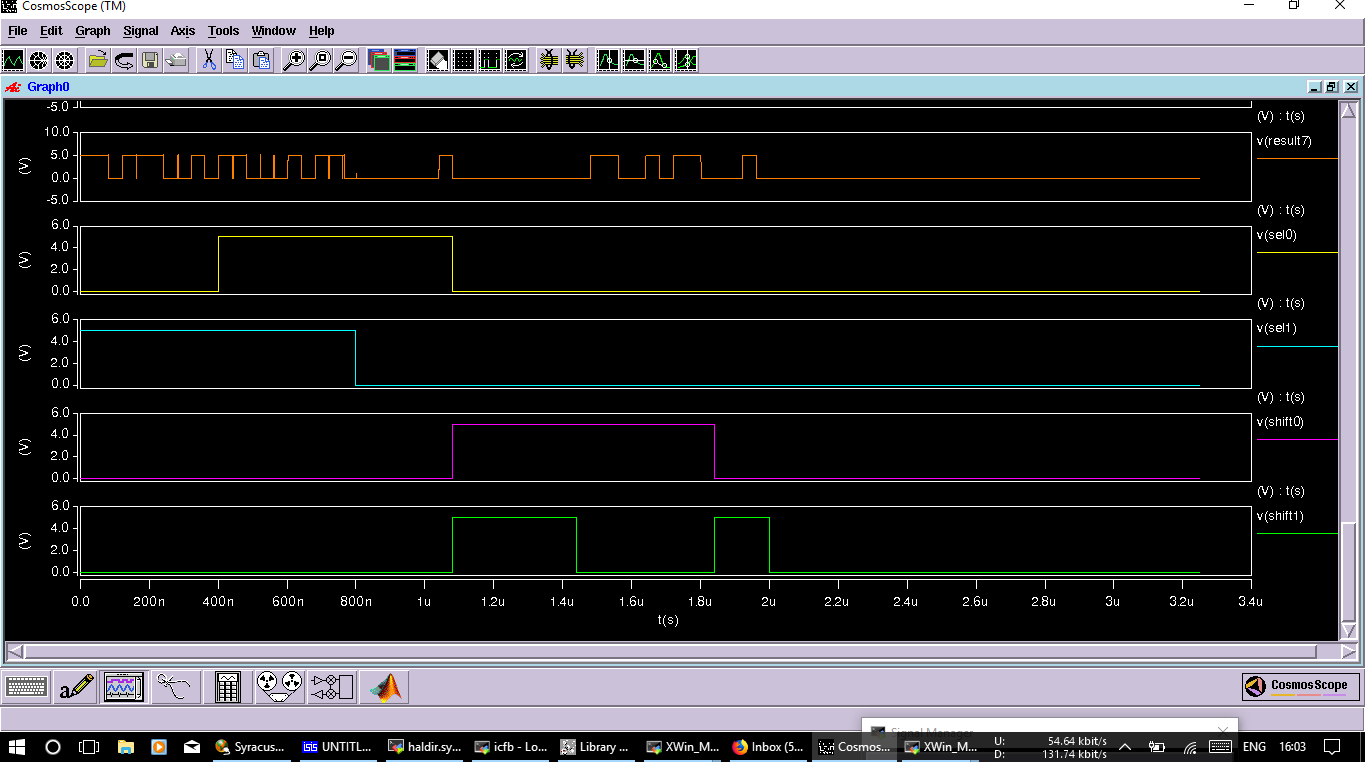 CosmosScope (TM)
File Edit Graph Signal Axis Tools Window Help
Graph0
-5.0
(V) : t(s)
10.0
5.0
0.0
-5.0
(V)
v(result7)
(V) : t(s)
6.0
4.0
2.0
0.0
(V)
v(sel0)
(V) : t(s)
6.0
4.0
2.0
0.0
(V)
v(sel1)
(V) : t(s)
6.0
4.0
2.0
0.0
(V)
v(shift0)
(V) : t(s)
6.0
4.0
2.0
0.0
(V)
v(shift1)
0.0 200n 400n 600n 800n 1u 1.2u 1.4u 1.6u 1.8u 2u 2.2u 2.4u 2.6u 2.8u 3u 3.2u 3.4u
t(s)
a
CosmosScope
Signal Manager
Syracus... isis UNTITL... haldir.sy... icfb - Lo... Library ... XWin_M... Inbox (5... Cosmos... XWin_M...
U: 54.64 kbit/s
D: 131.74 kbit/s
ENG 16:03